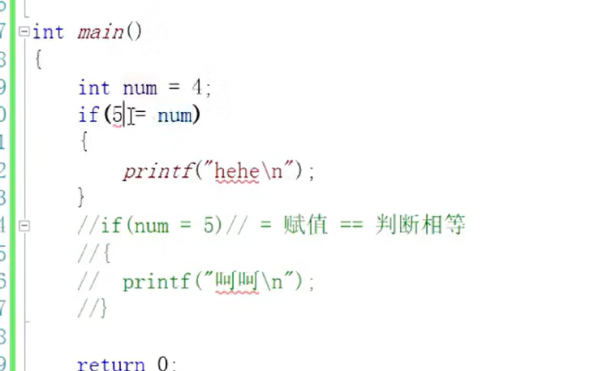 int main()
{
int num = 4;
if(5 = num)
{
printf("hehe\n");
}
//if(num = 5)// = 赋值 == 判断相等
//{
// printf("呵呵\n");
//}
return 0;